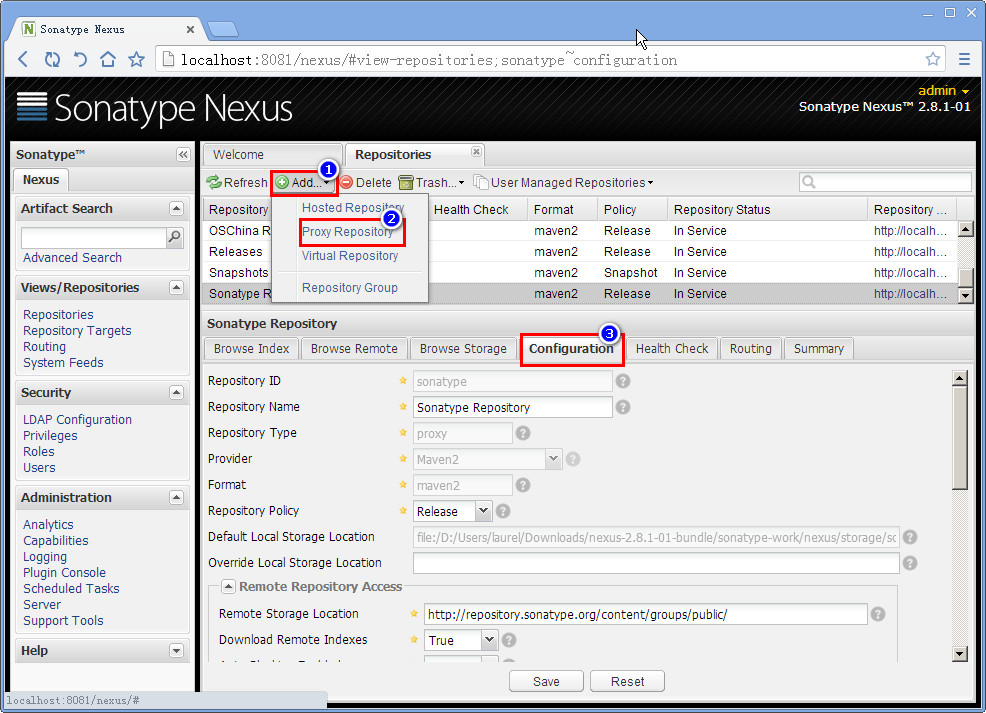 Sonatype Nexus
localhost:8081/nexus/#view-repositories;sonatype~configuration
Sonatype Nexus
admin
Sonatype Nexus™ 2.8.1-01
Sonatype™
Nexus
Artifact Search
Advanced Search
Views/Repositories
Repositories
Repository Targets
Routing
System Feeds
Security
LDAP Configuration
Privileges
Roles
Users
Administration
Analytics
Capabilities
Logging
Plugin Console
Scheduled Tasks
Server
Support Tools
Help
Welcome
Repositories
Refresh Add... Delete Trash... User Managed Repositories
1
Hosted Repository
2
Proxy Repository
Virtual Repository
Repository Group
Repository Health Check Format Policy Repository Status Repository ...
OSChina R maven2 Release In Service http://localh...
Releases maven2 Release In Service http://localh...
Snapshots maven2 Snapshot In Service http://localh...
Sonatype R maven2 Release In Service http://localh...
Sonatype Repository
3
Browse Index Browse Remote Browse Storage Configuration Health Check Routing Summary
Repository ID sonatype
Repository Name Sonatype Repository
Repository Type proxy
Provider Maven2
Format maven2
Repository Policy Release
Default Local Storage Location file:/D:/Users/laurel/Downloads/nexus-2.8.1-01-bundle/sonatype-work/nexus/storage/so
Override Local Storage Location
Remote Repository Access
Remote Storage Location http://repository.sonatype.org/content/groups/public/
Download Remote Indexes True
Save Reset
localhost:8081/nexus/#